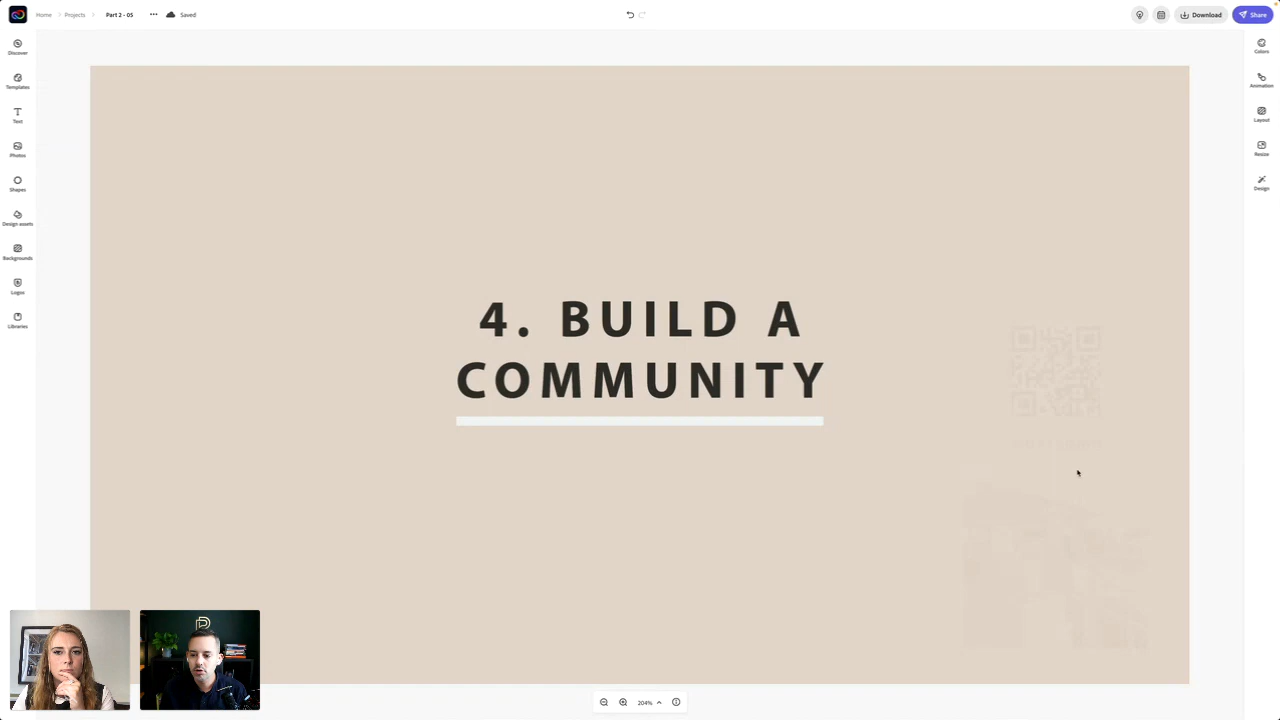 Home
Projects
Part 2 - 05
Saved
Download
Share
Discover
Templates
Text
Photos
Shapes
Design assets
Backgrounds
Logos
Libraries
Colors
Animation
Layout
Resize
Design
4. BUILD A
COMMUNITY
204%